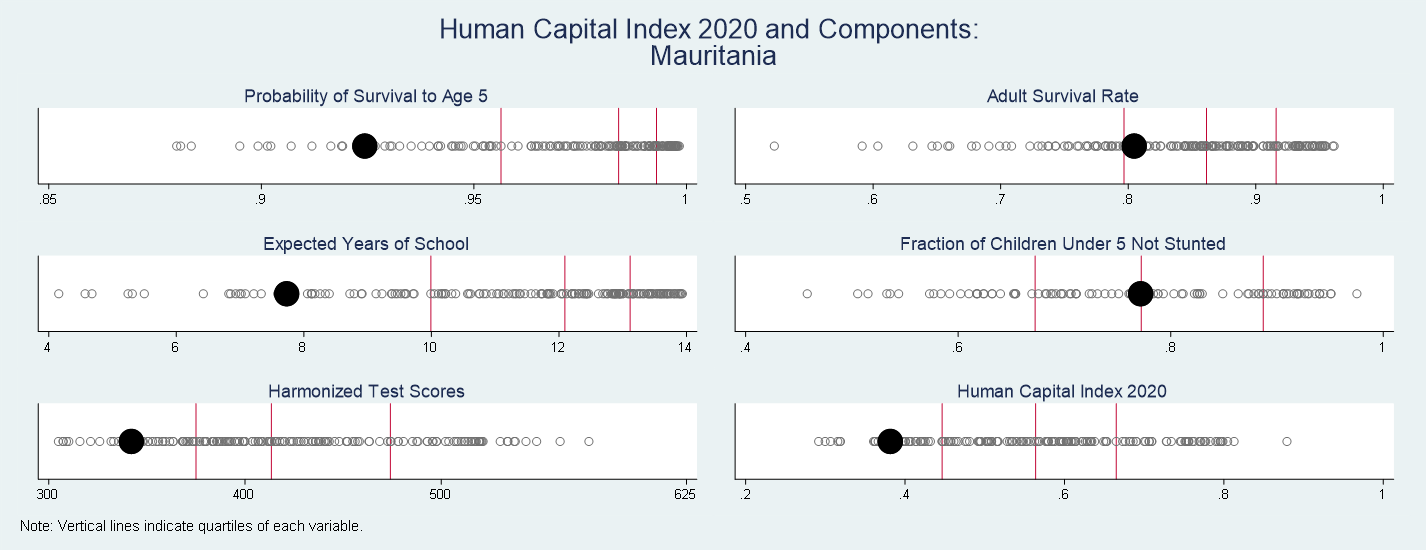 Human Capital Index 2020 and Components:
Mauritania
Probability of Survival to Age 5
.85 .9 .95 1
Adult Survival Rate
.5 .6 .7 .8 .9 1
Expected Years of School
4 6 8 10 12 14
Fraction of Children Under 5 Not Stunted
.4 .6 .8 1
Harmonized Test Scores
300 400 500 625
Human Capital Index 2020
.2 .4 .6 .8 1
Note: Vertical lines indicate quartiles of each variable.